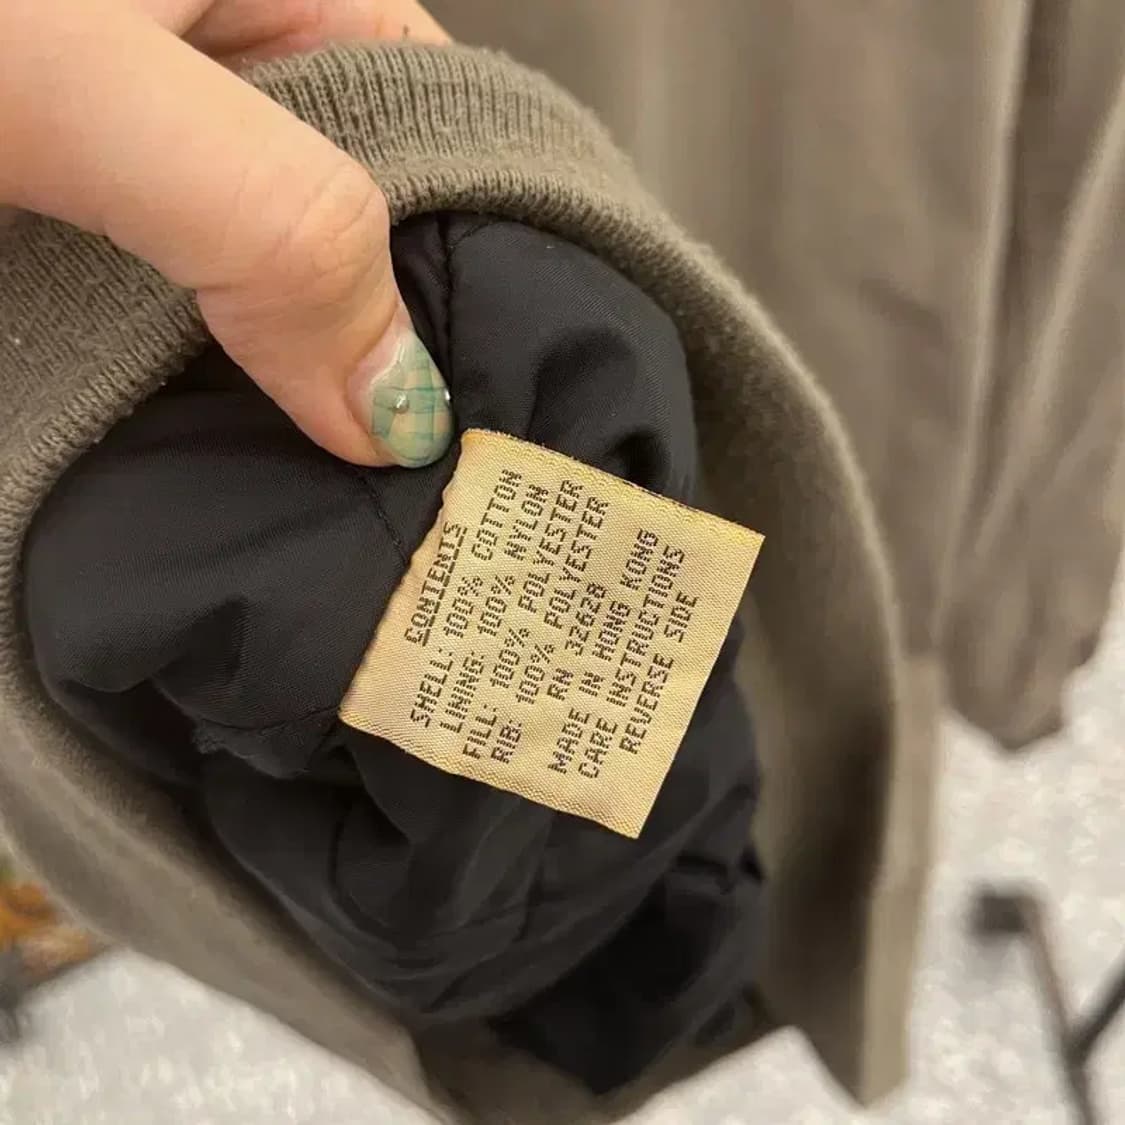 CONTENTS
SHELL: 100% COTTON
LINING: 100% NYLON
FILL: 100% POLYESTER
RIB: 100% POLYESTER
RN 32628
MADE IN HONG KONG
CARE INSTRUCTIONS
REVERSE SIDE